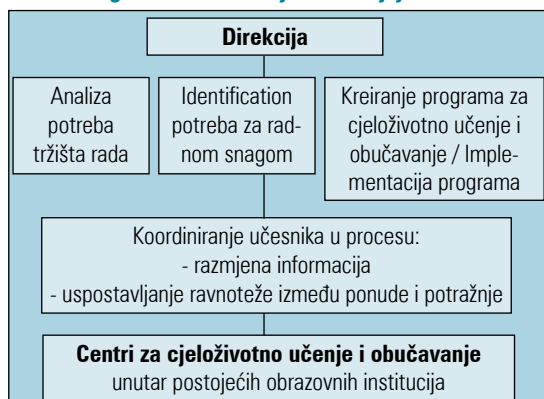 Direkcija
Analiza
potreba
tržišta rada
Identification
potreba za rad-
nom snagom
Kreiranje programa za
cjeloživotno učenje i
obučavanje / Imple-
mentacija programa
Koordiniranje učesnika u procesu:
- razmjena informacija
- uspostavljanje ravnoteže između ponude i potražnje
Centri za cjeloživotno učenje i obučavanje
unutar postojećih obrazovnih institucija